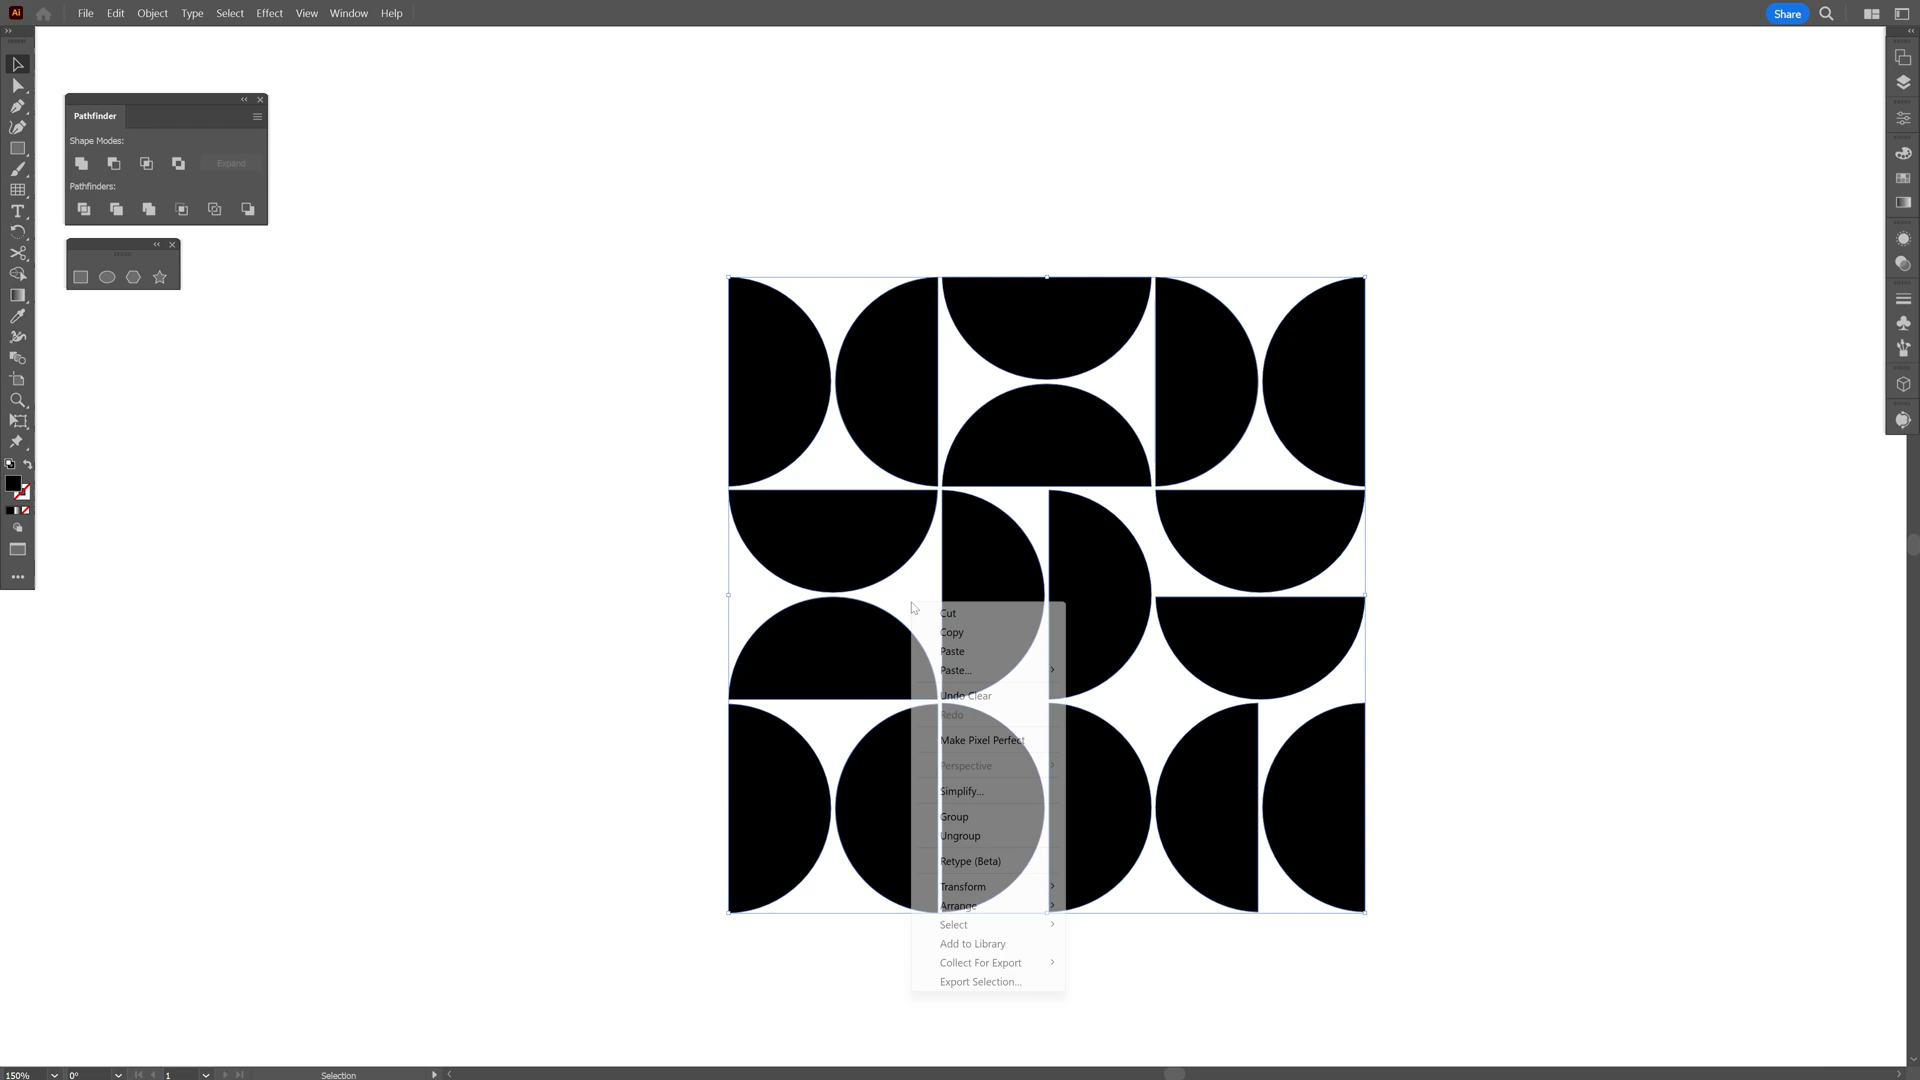 Ai File Edit Object Type Select Effect View Window Help Share
Pathfinder
Shape Modes:
Expand
Pathfinders:
Cut
Copy
Paste
Paste...
Undo Clear
Redo
Make Pixel Perfect
Perspective
Simplify...
Group
Ungroup
Retype (Beta)
Transform
Arrange
Select
Add to Library
Collect For Export
Export Selection...
150% 0° 1 Selection